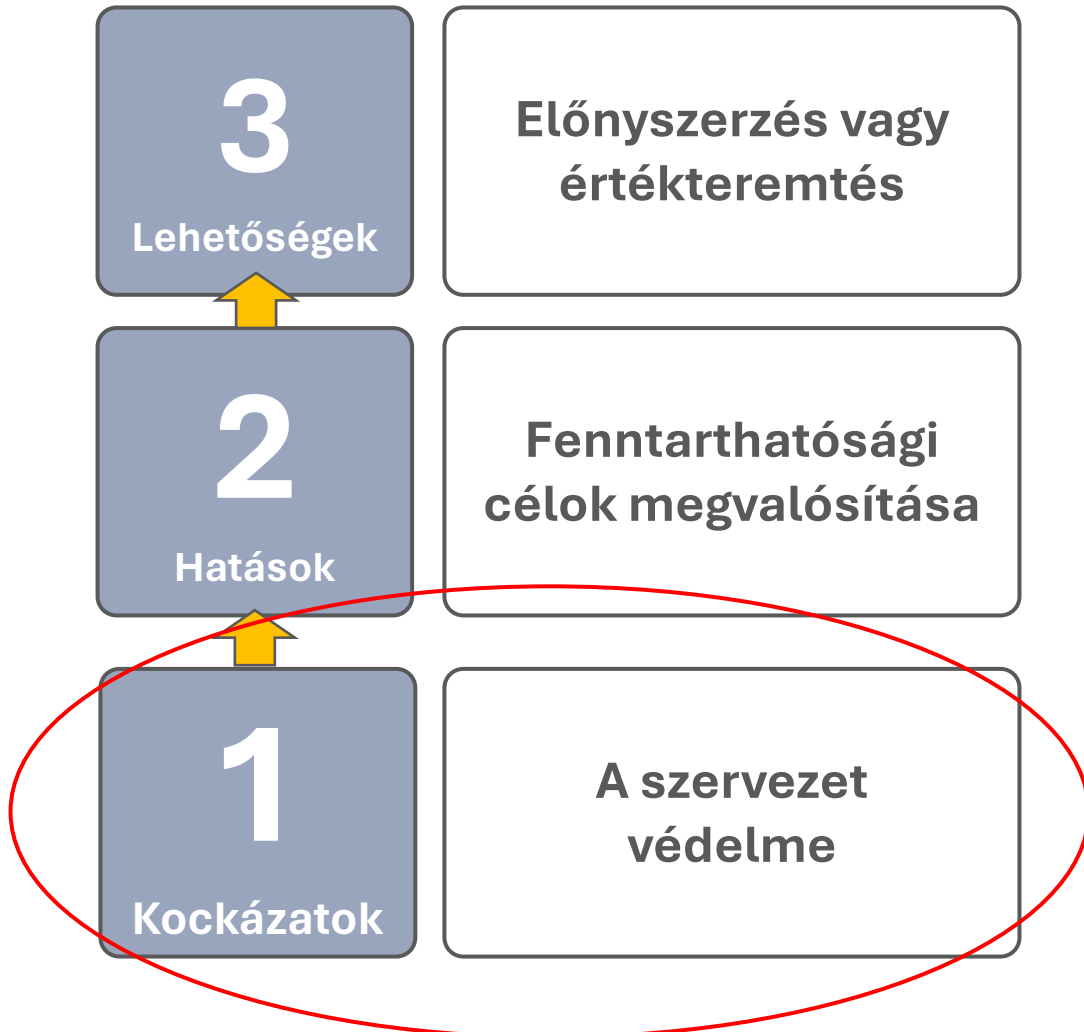 3
Lehetőségek
Előnyszerzés vagy
értékteremtés
2
Hatások
Fenntarthatósági
célok megvalósítása
1
Kockázatok
A szervezet
védelme